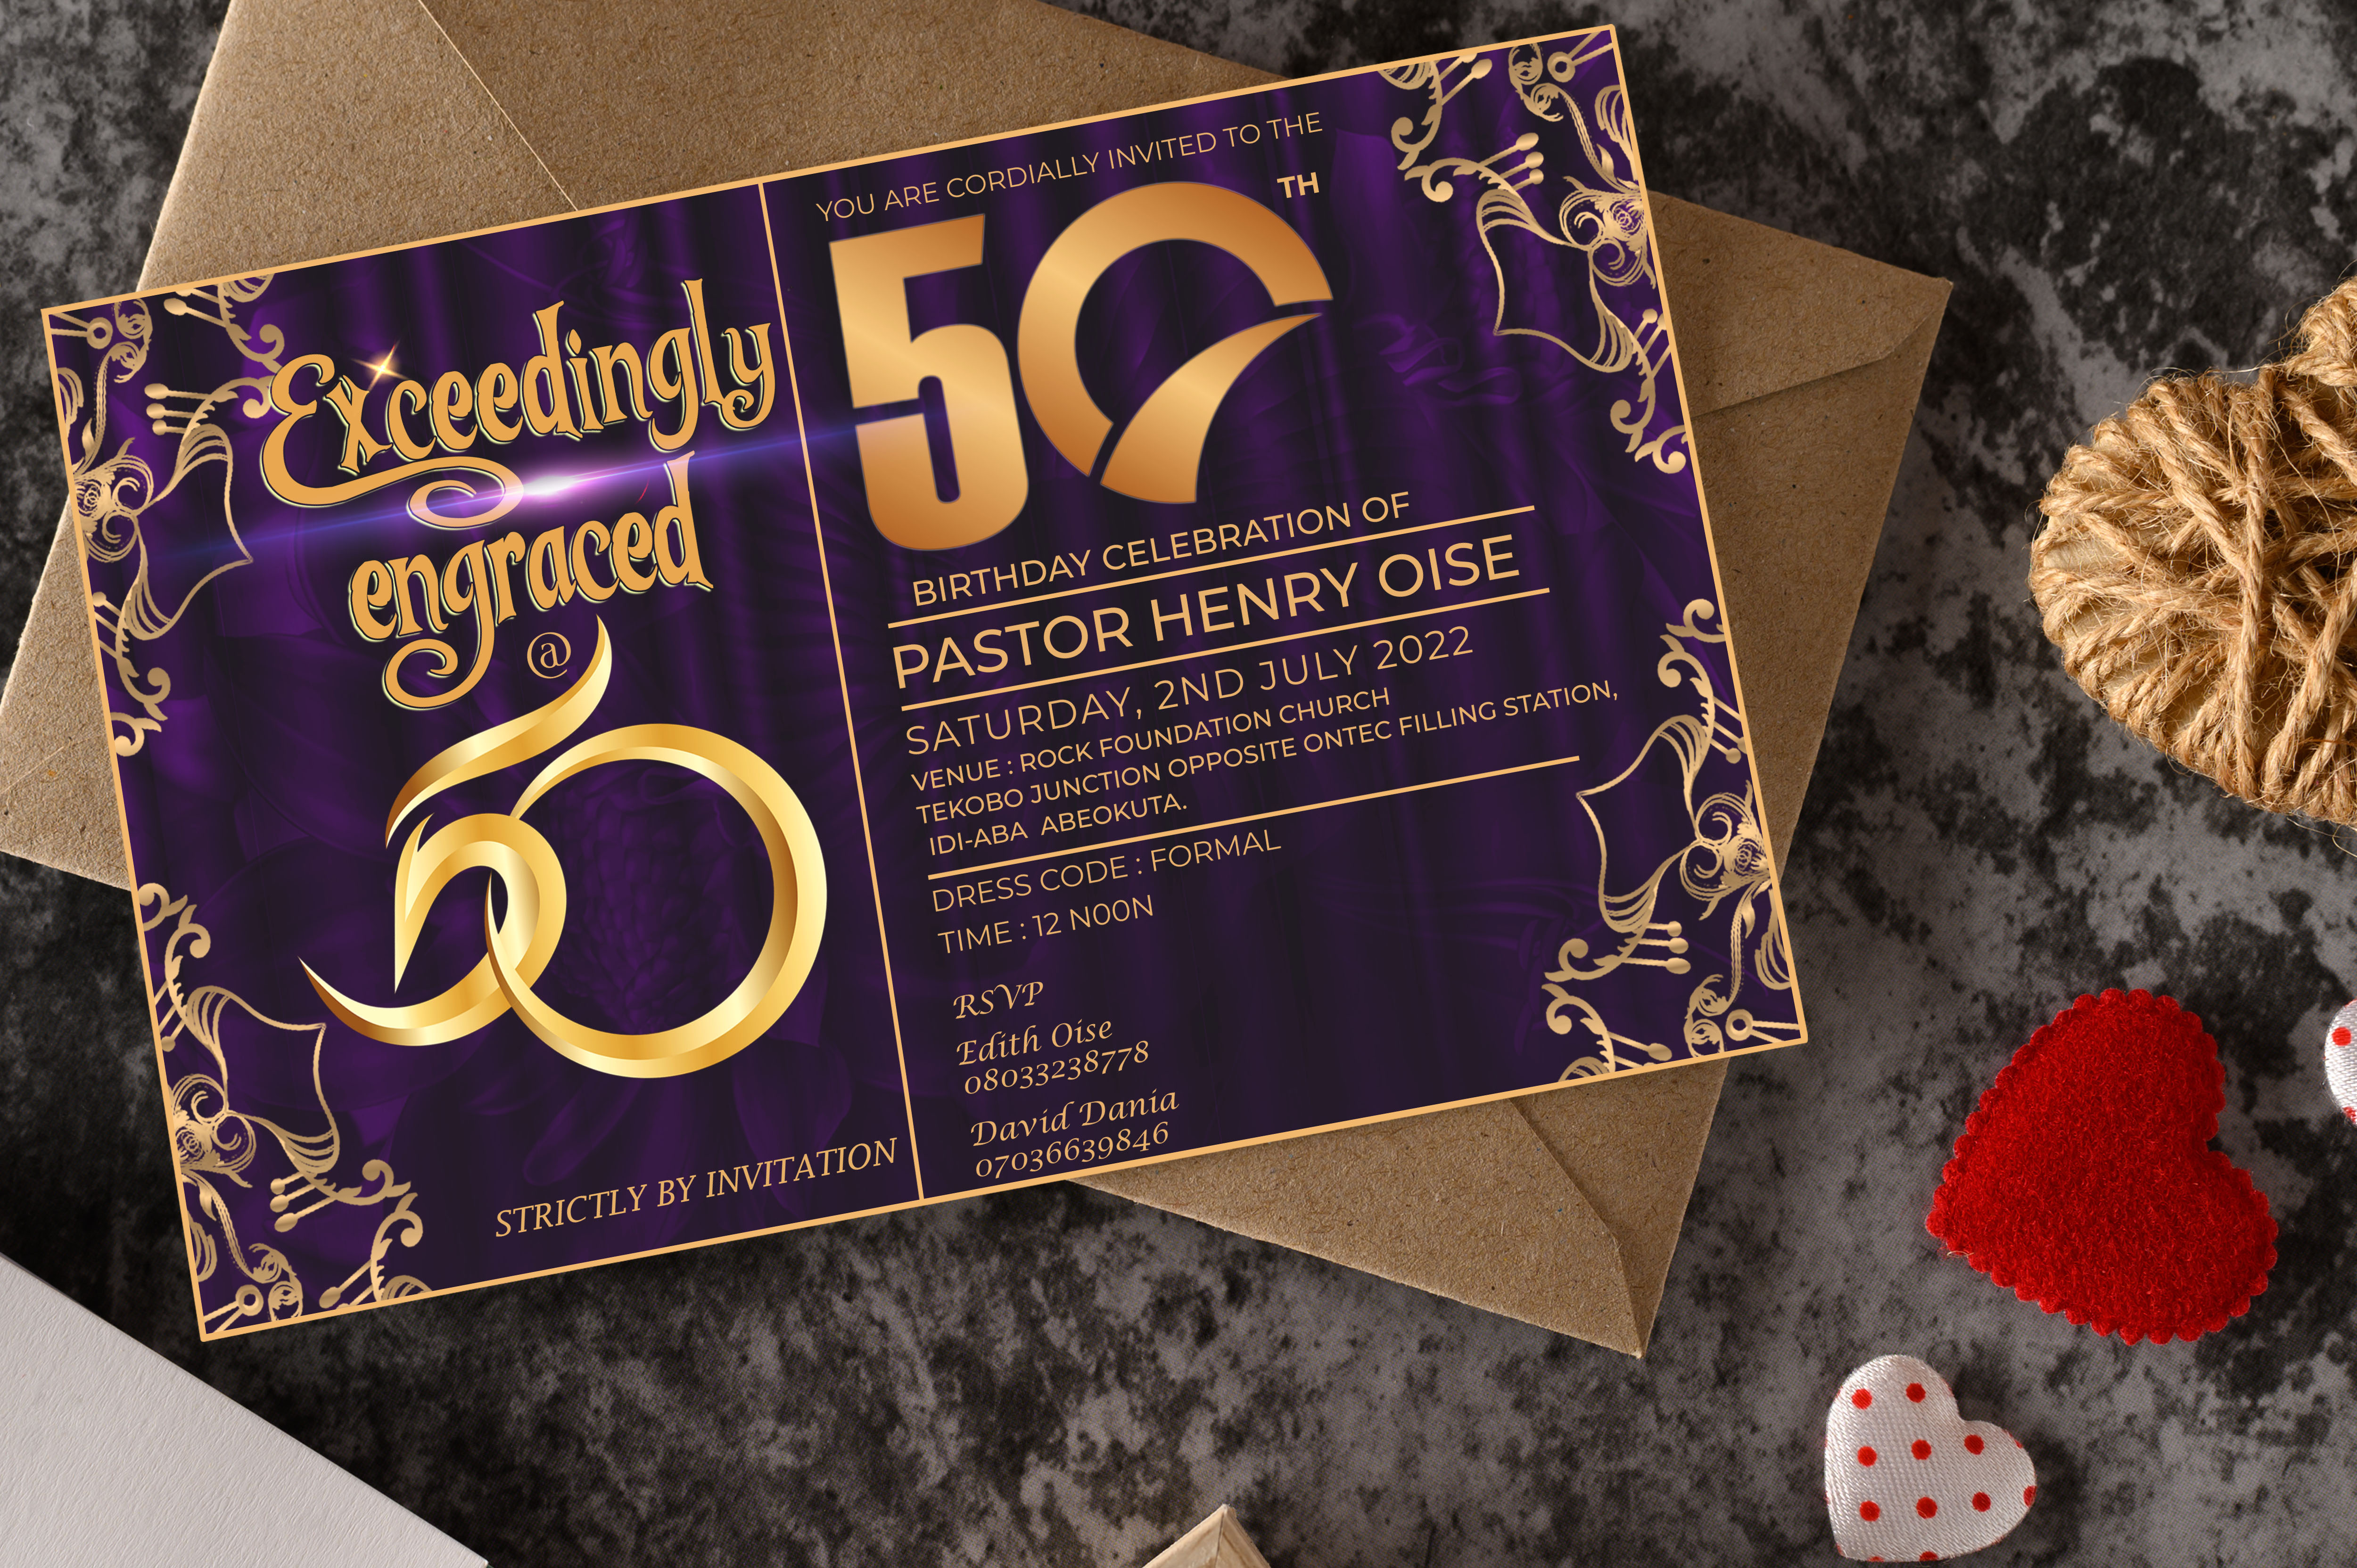 Exceedingly
engraced
@
50
STRICTLY BY INVITATION
YOU ARE CORDIALLY INVITED TO THE
50TH
BIRTHDAY CELEBRATION OF
PASTOR HENRY OISE
SATURDAY, 2ND JULY 2022
VENUE : ROCK FOUNDATION CHURCH
TEKOBO JUNCTION OPPOSITE ONTEC FILLING STATION,
IDI-ABA ABEOKUTA.
DRESS CODE : FORMAL
TIME : 12 N00N
RSVP
Edith Oise
08033238778
David Dania
07036639846